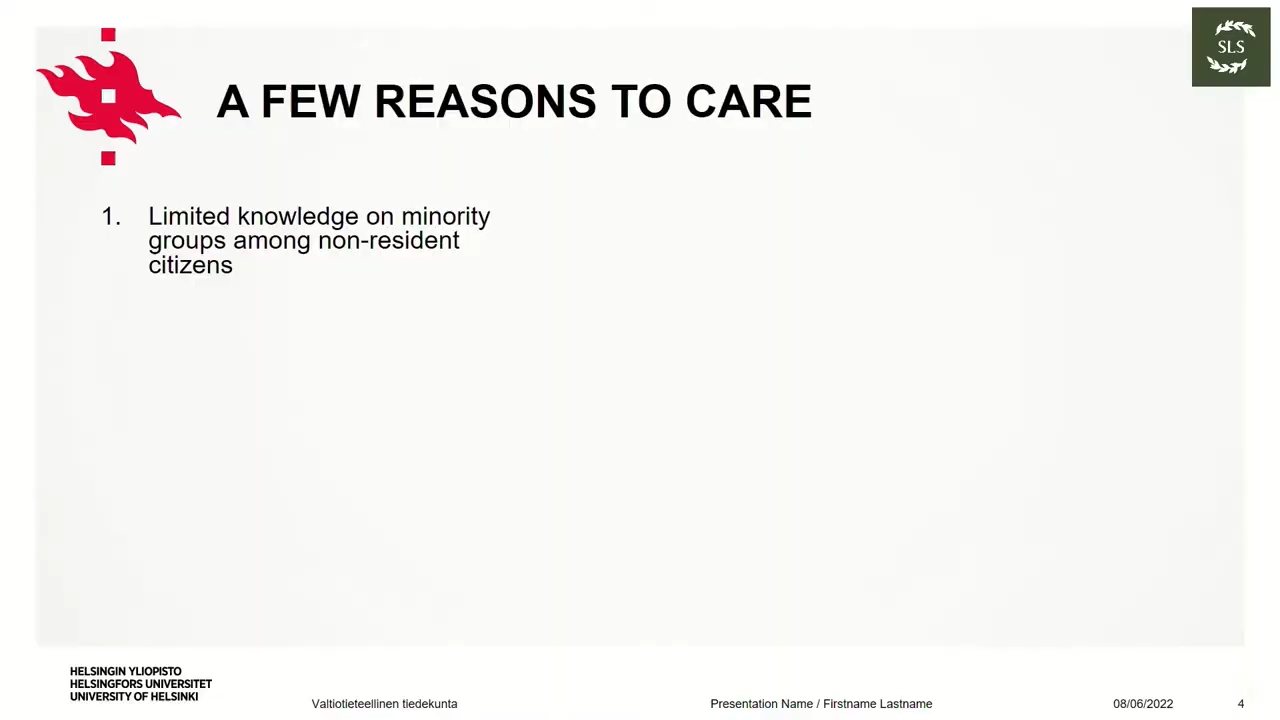 SLS
A FEW REASONS TO CARE
1. Limited knowledge on minority
groups among non-resident
citizens
HELSINGIN YLIOPISTO
HELSINGFORS UNIVERSITET
UNIVERSITY OF HELSINKI
Valtiotieteellinen tiedekunta
Presentation Name / Firstname Lastname
08/06/2022
4